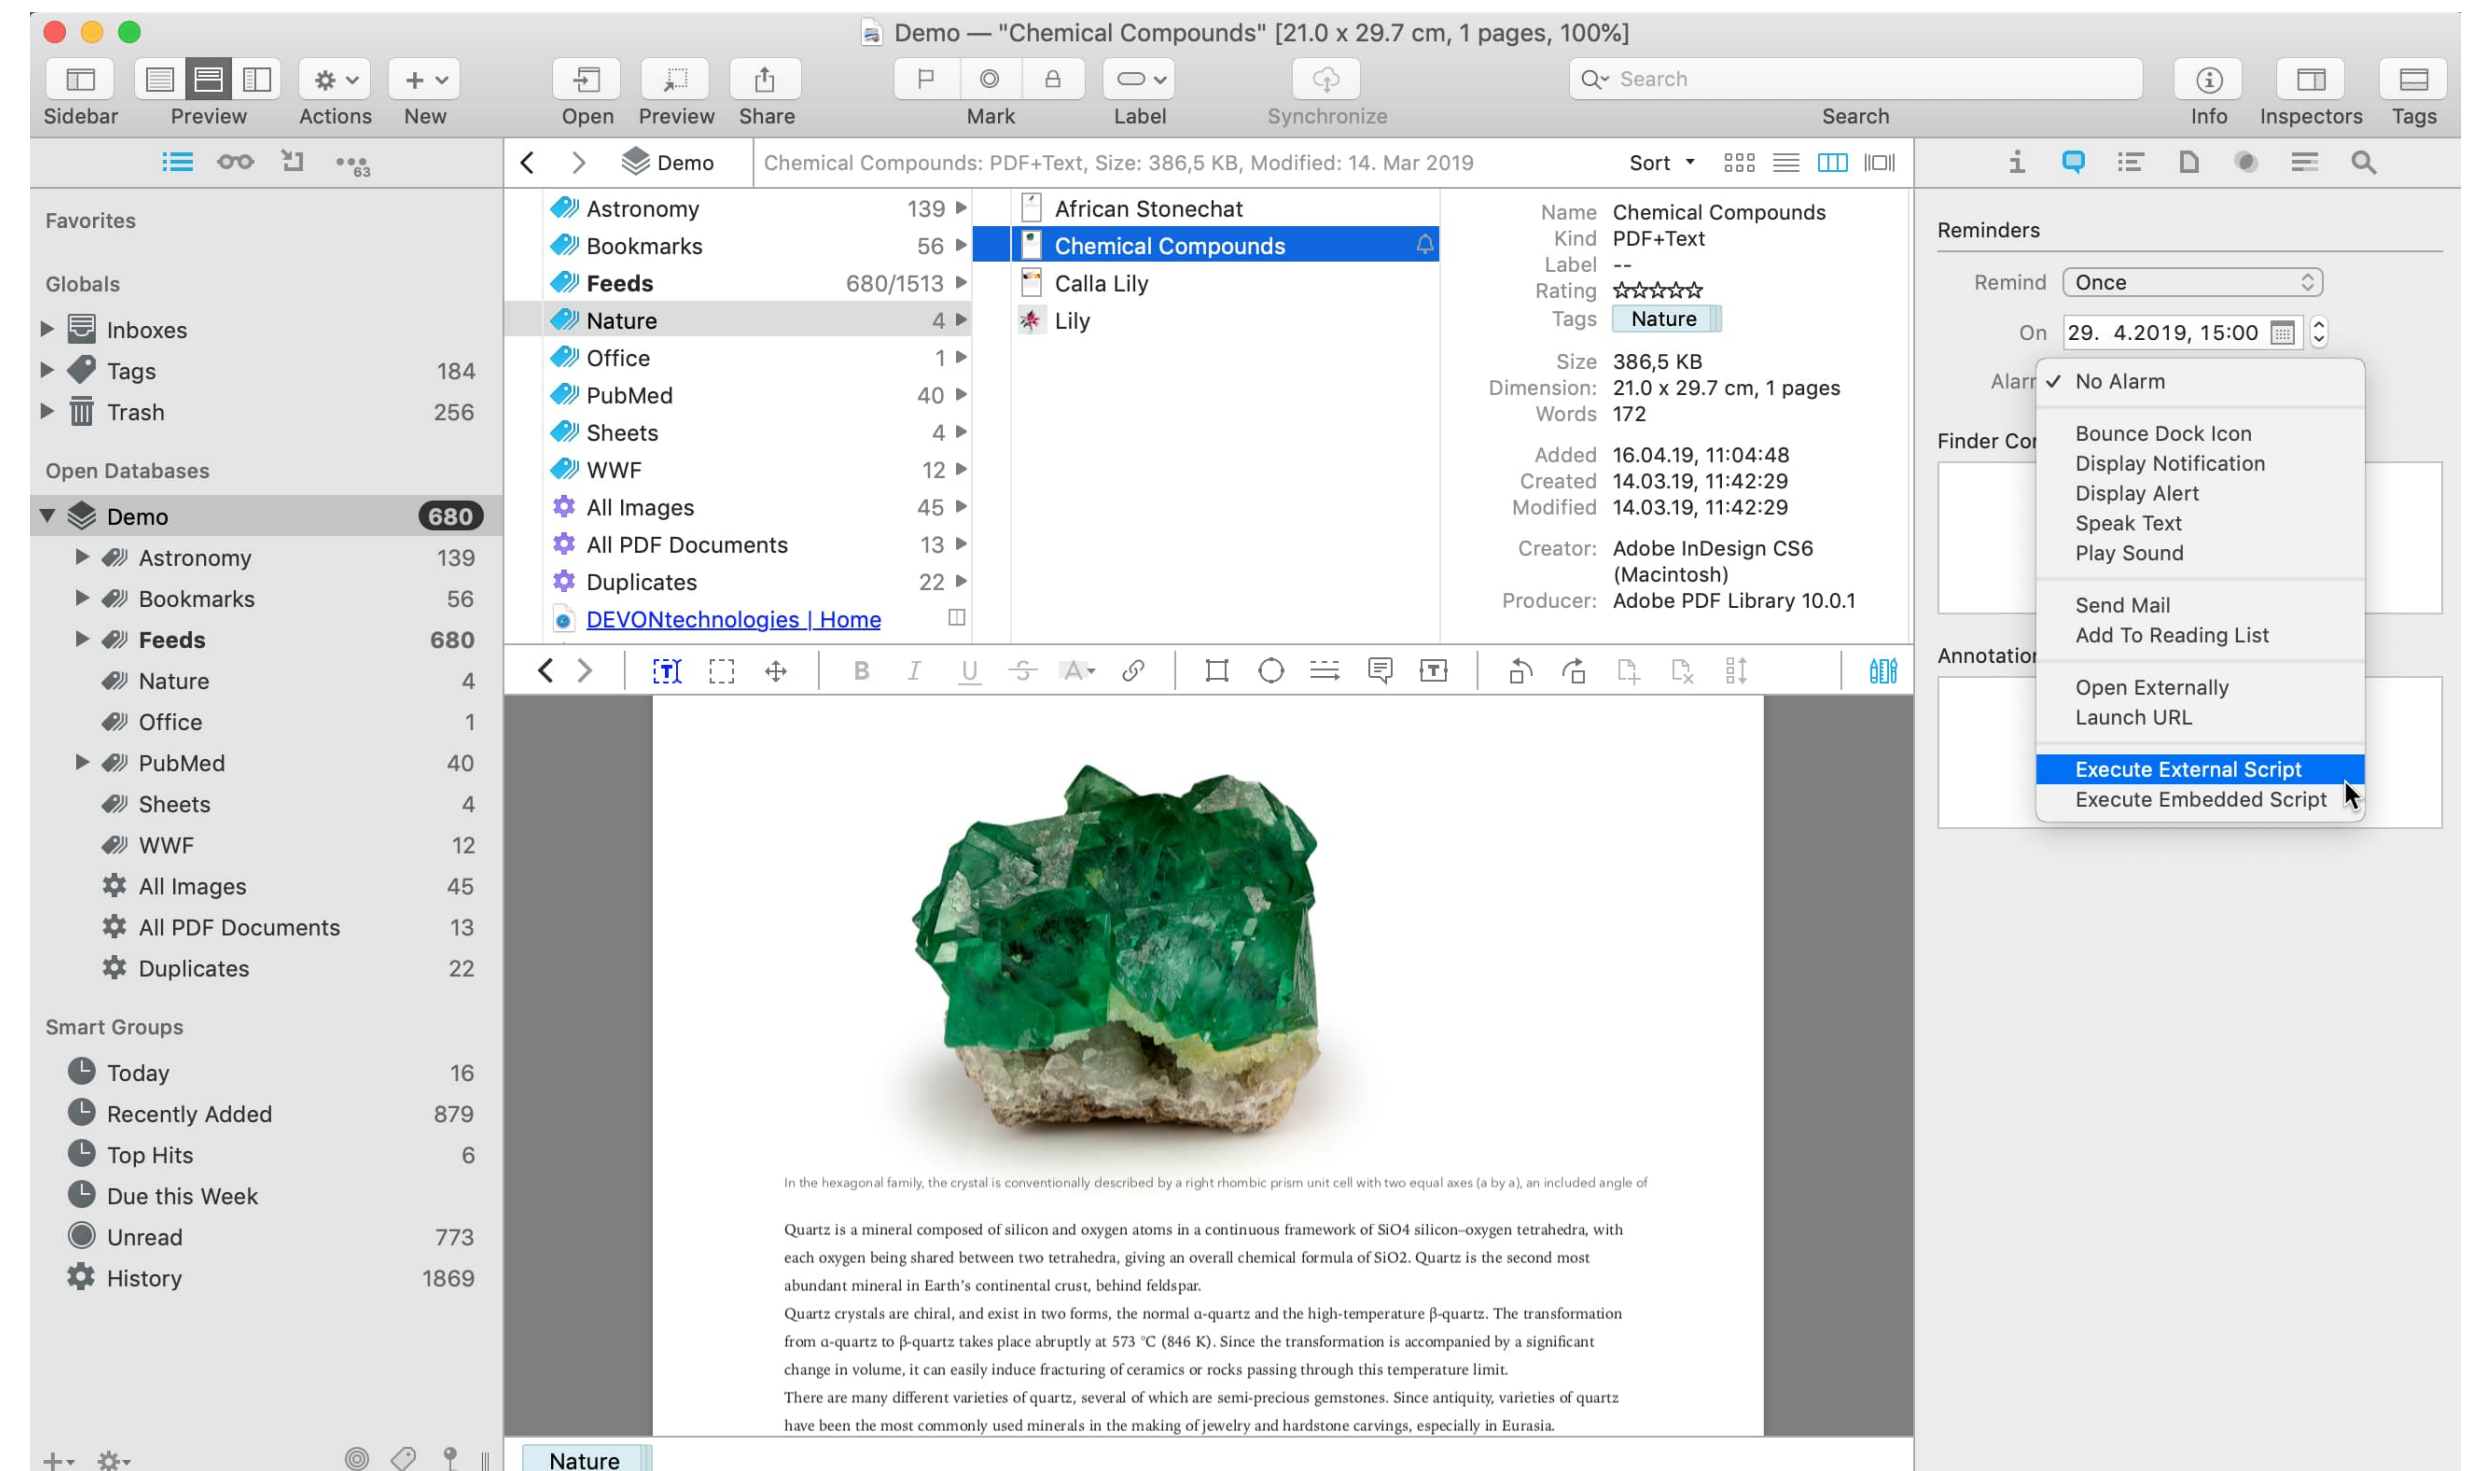 Demo — "Chemical Compounds" [21.0 x 29.7 cm, 1 pages, 100%]
Search
Sidebar Preview Actions New Open Preview Share Mark Label Synchronize Search Info Inspectors Tags
63
Demo
Chemical Compounds: PDF+Text, Size: 386,5 KB, Modified: 14. Mar 2019
Sort
Favorites
Globals
Inboxes
Tags 184
Trash 256
Open Databases
Demo 680
Astronomy 139
Bookmarks 56
Feeds 680
Nature 4
Office 1
PubMed 40
Sheets 4
WWF 12
All Images 45
All PDF Documents 13
Duplicates 22
Smart Groups
Today 16
Recently Added 879
Top Hits 6
Due this Week
Unread 773
History 1869
Astronomy 139
Bookmarks 56
Feeds 680/1513
Nature 4
Office 1
PubMed 40
Sheets 4
WWF 12
All Images 45
All PDF Documents 13
Duplicates 22
DEVONtechnologies | Home
African Stonechat
Chemical Compounds
Calla Lily
Lily
Name Chemical Compounds
Kind PDF+Text
Label --
Rating
Tags Nature
Size 386,5 KB
Dimension: 21.0 x 29.7 cm, 1 pages
Words 172
Added 16.04.19, 11:04:48
Created 14.03.19, 11:42:29
Modified 14.03.19, 11:42:29
Creator: Adobe InDesign CS6
(Macintosh)
Producer: Adobe PDF Library 10.0.1
B I U S A T
In the hexagonal family, the crystal is conventionally described by a right rhombic prism unit cell with two equal axes (a by a), an included angle of
Quartz is a mineral composed of silicon and oxygen atoms in a continuous framework of SiO4 silicon–oxygen tetrahedra, with
each oxygen being shared between two tetrahedra, giving an overall chemical formula of SiO2. Quartz is the second most
abundant mineral in Earth's continental crust, behind feldspar.
Quartz crystals are chiral, and exist in two forms, the normal α-quartz and the high-temperature β-quartz. The transformation
from α-quartz to β-quartz takes place abruptly at 573 °C (846 K). Since the transformation is accompanied by a significant
change in volume, it can easily induce fracturing of ceramics or rocks passing through this temperature limit.
There are many different varieties of quartz, several of which are semi-precious gemstones. Since antiquity, varieties of quartz
have been the most commonly used minerals in the making of jewelry and hardstone carvings, especially in Eurasia.
Nature
Reminders
Remind Once
On 29. 4.2019, 15:00
Alarm
No Alarm
Bounce Dock Icon
Display Notification
Display Alert
Speak Text
Play Sound
Send Mail
Add To Reading List
Open Externally
Launch URL
Execute External Script
Execute Embedded Script
Finder Co
Annotation